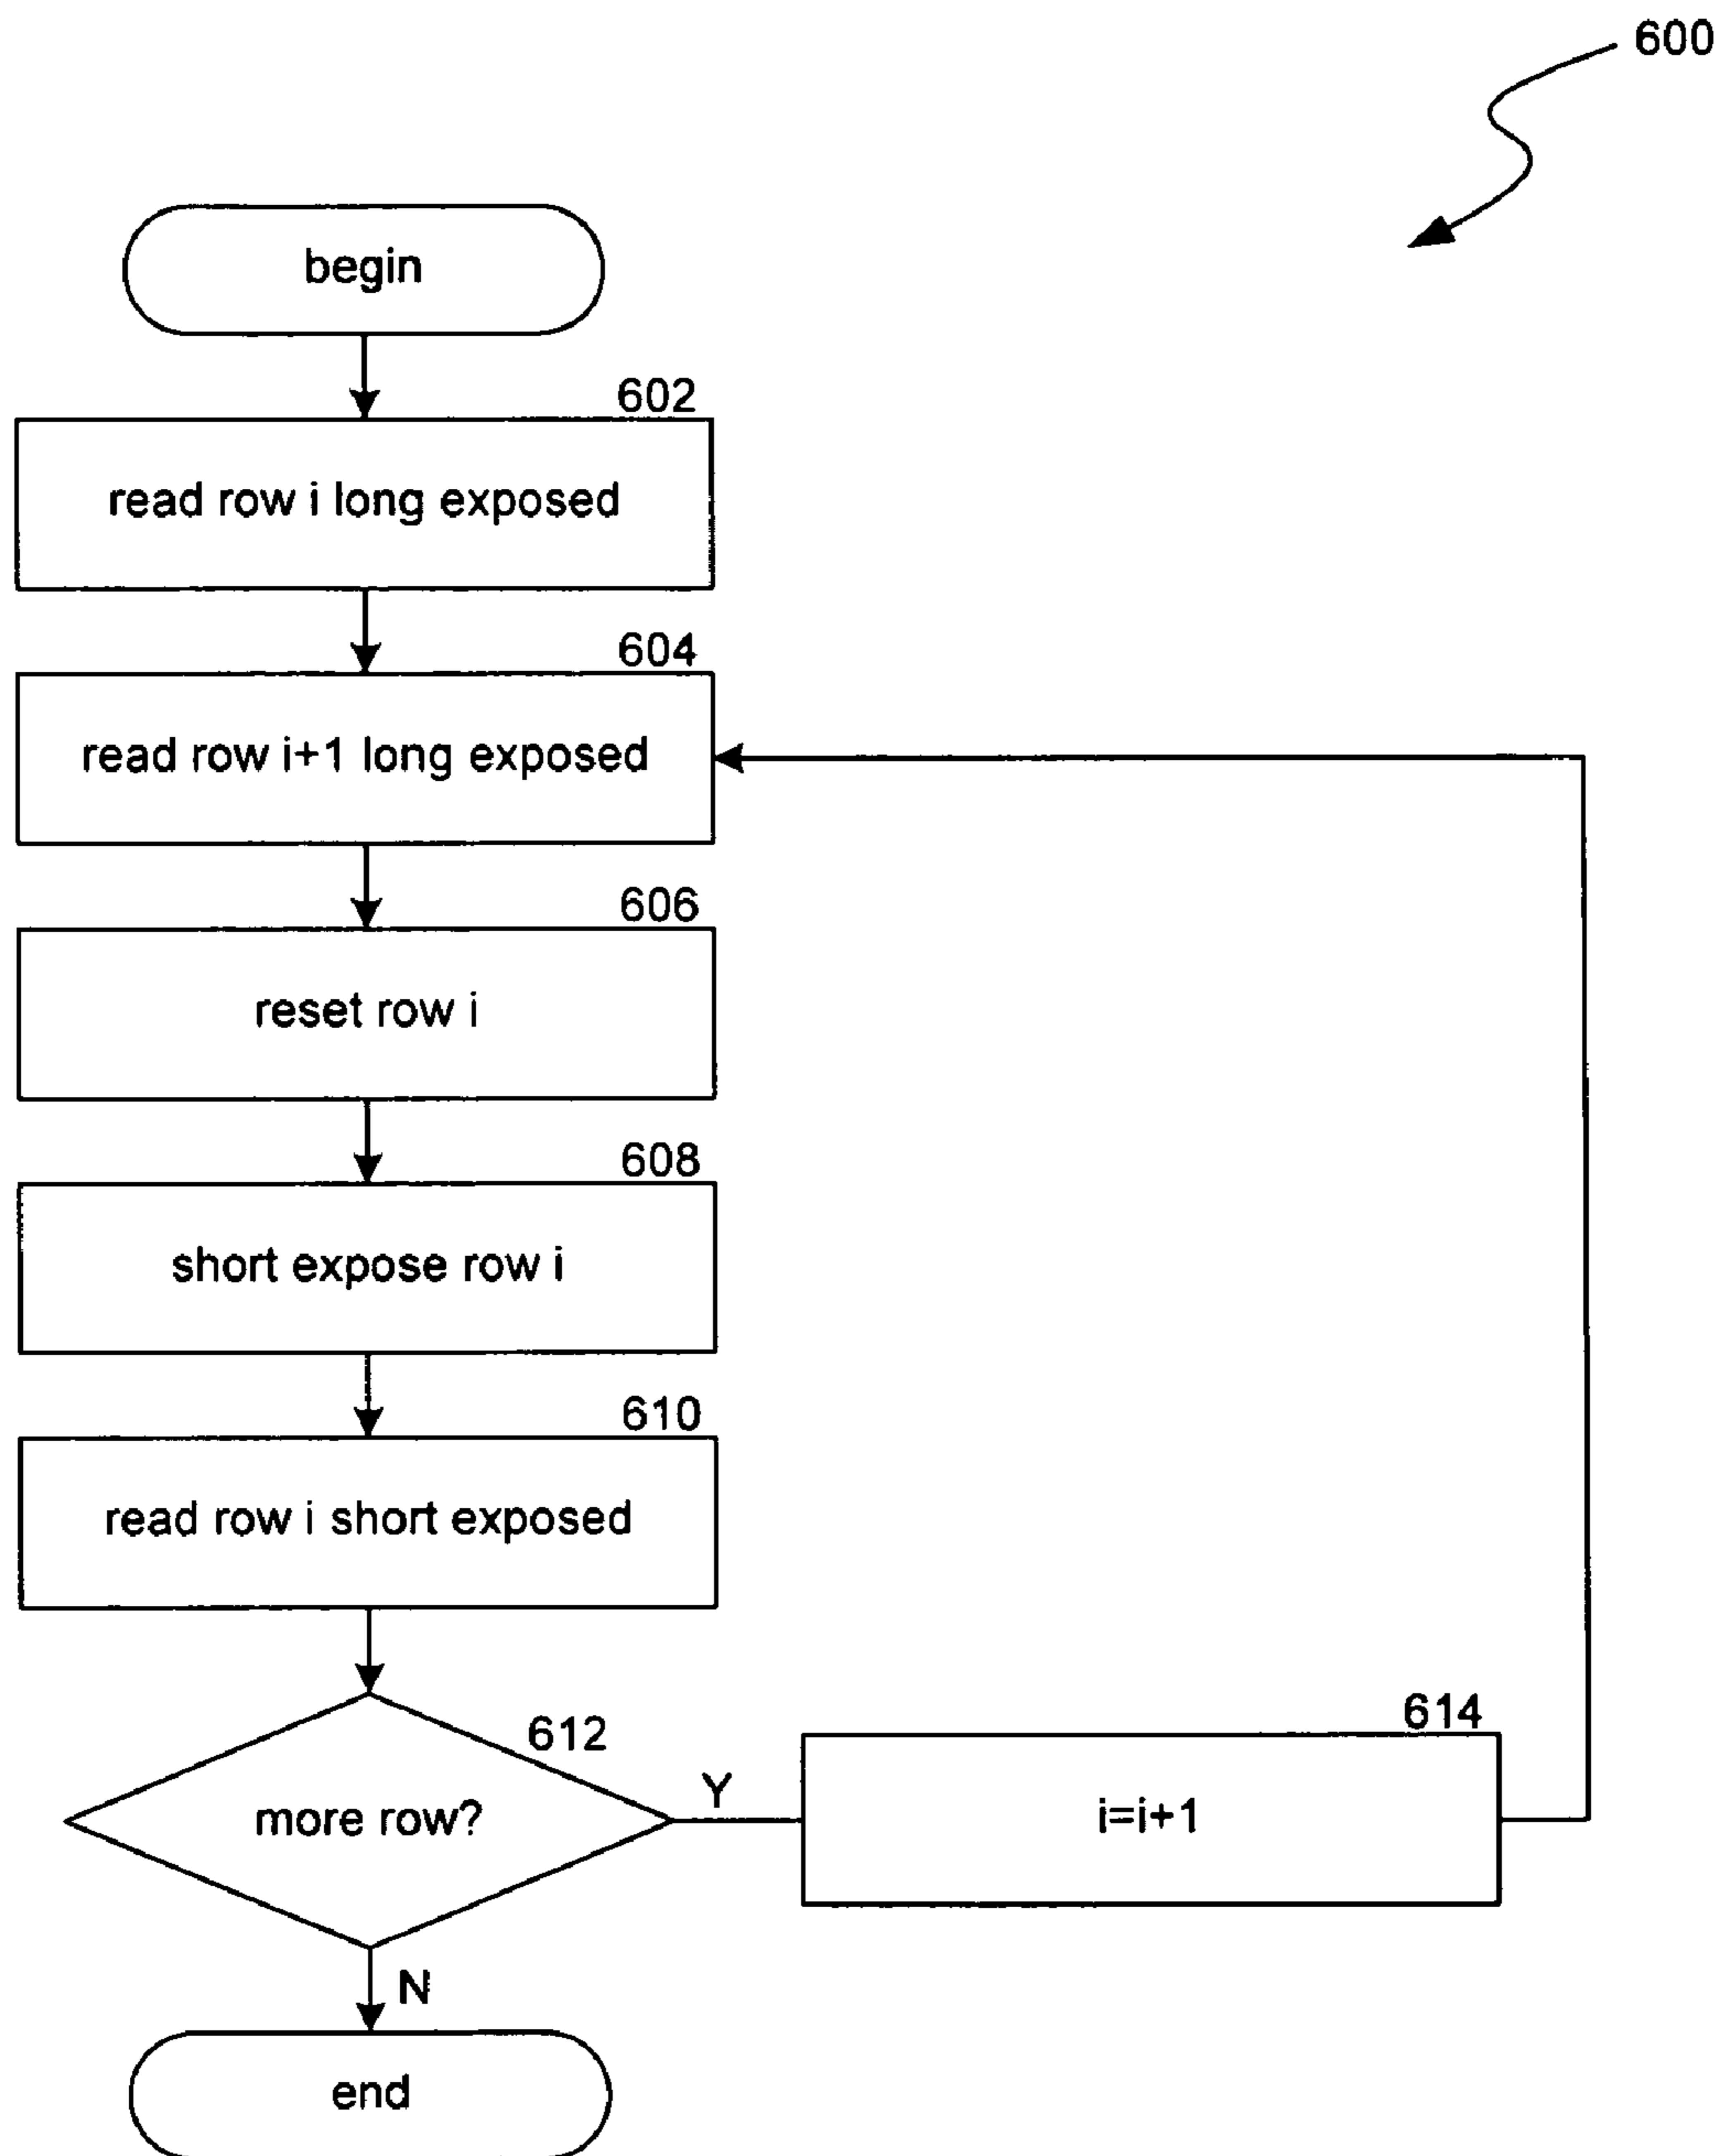 600
begin
602
read row i long exposed
604
read row i+1 long exposed
606
reset row i
608
short expose row i
610
read row i short exposed
612
more row?
Y
614
i=i+1
N
end